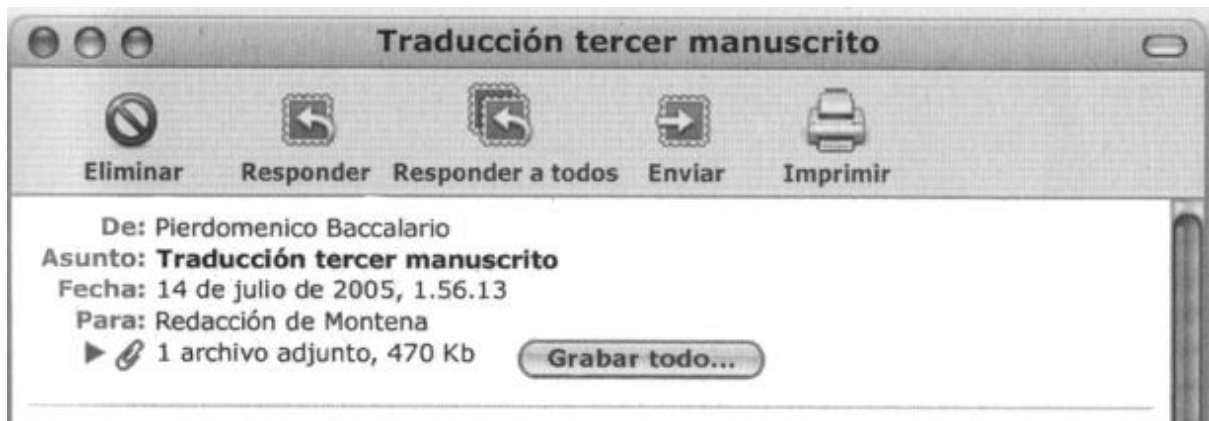 Traducción tercer manuscrito
Eliminar Responder Responder a todos Enviar Imprimir
De: Pierdomenico Baccalario
Asunto: Traducción tercer manuscrito
Fecha: 14 de julio de 2005, 1.56.13
Para: Redacción de Montena
1 archivo adjunto, 470 Kb Grabar todo...